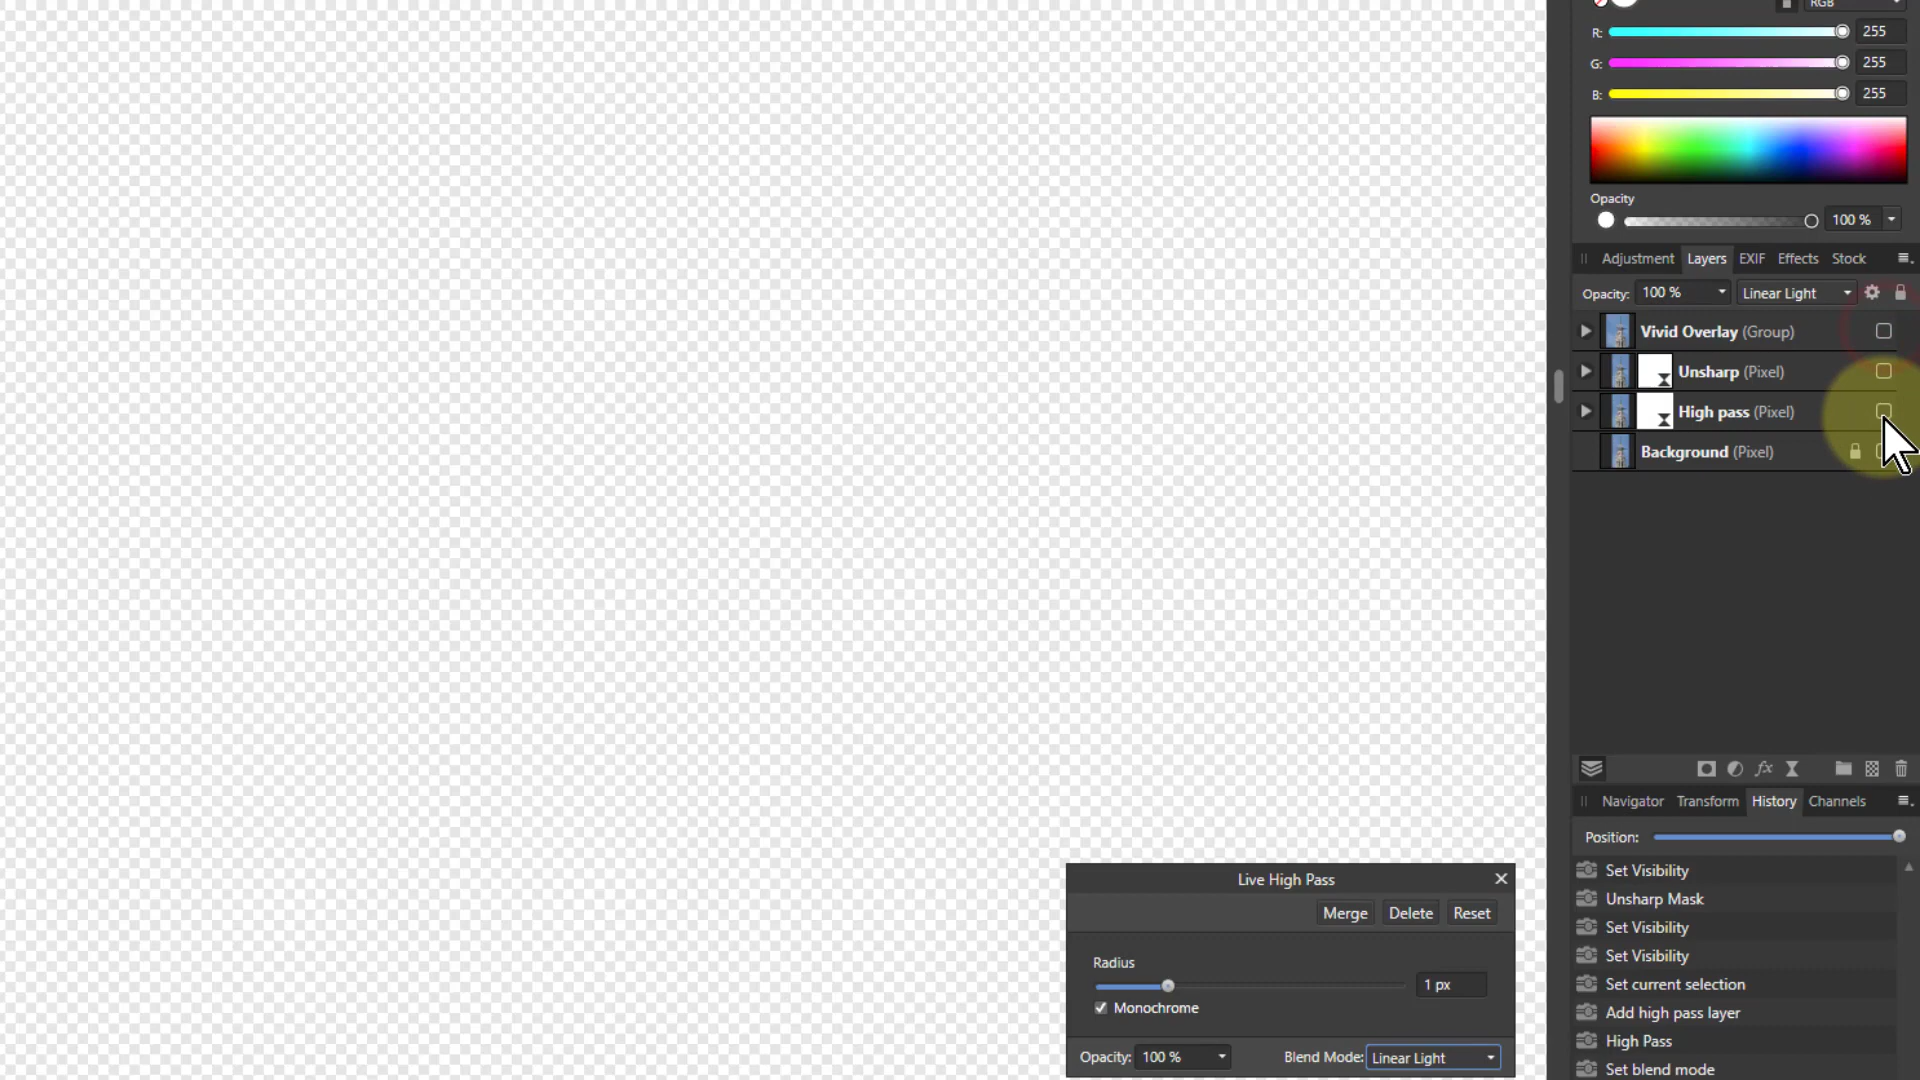 RGB
R: 255
G: 255
B: 255
Opacity
100 %
Adjustment Layers EXIF Effects Stock
Opacity: 100 % Linear Light
Vivid Overlay (Group)
Unsharp (Pixel)
High pass (Pixel)
Background (Pixel)
fx
Navigator Transform History Channels
Position:
Set Visibility
Unsharp Mask
Set Visibility
Set Visibility
Set current selection
Add high pass layer
High Pass
Set blend mode
Live High Pass
Merge Delete Reset
Radius
1 px
Monochrome
Opacity: 100 % Blend Mode: Linear Light